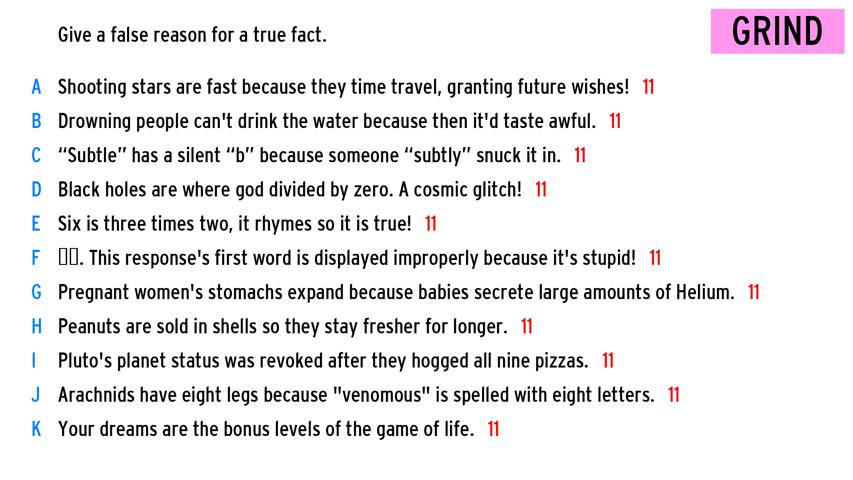 Give a false reason for a true fact.
GRIND
A Shooting stars are fast because they time travel, granting future wishes! 11
B Drowning people can't drink the water because then it'd taste awful. 11
C “Subtle” has a silent “b” because someone “subtly” snuck it in. 11
D Black holes are where god divided by zero. A cosmic glitch! 11
E Six is three times two, it rhymes so it is true! 11
F ▯▯. This response's first word is displayed improperly because it's stupid! 11
G Pregnant women's stomachs expand because babies secrete large amounts of Helium. 11
H Peanuts are sold in shells so they stay fresher for longer. 11
I Pluto's planet status was revoked after they hogged all nine pizzas. 11
J Arachnids have eight legs because "venomous" is spelled with eight letters. 11
K Your dreams are the bonus levels of the game of life. 11